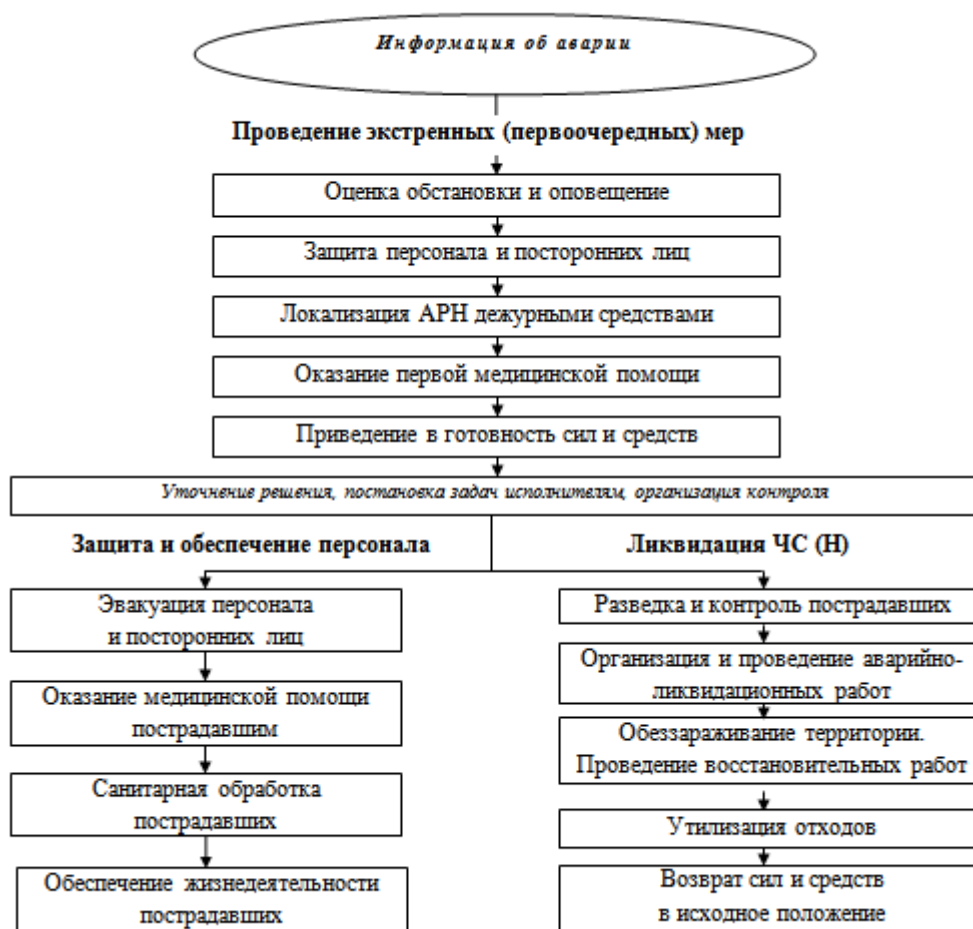 Информация об аварии
Проведение экстренных (первоочередных) мер
Оценка обстановки и оповещение
Защита персонала и посторонних лиц
Локализация АРН дежурными средствами
Оказание первой медицинской помощи
Приведение в готовность сил и средств
Уточнение решения, постановка задач исполнителям, организация контроля
Защита и обеспечение персонала
Эвакуация персонала
и посторонних лиц
Оказание медицинской помощи
пострадавшим
Санитарная обработка
пострадавших
Обеспечение жизнедеятельности
пострадавших
Ликвидация ЧС (Н)
Разведка и контроль пострадавших
Организация и проведение аварийно-
ликвидационных работ
Обеззараживание территории.
Проведение восстановительных работ
Утилизация отходов
Возврат сил и средств
в исходное положение